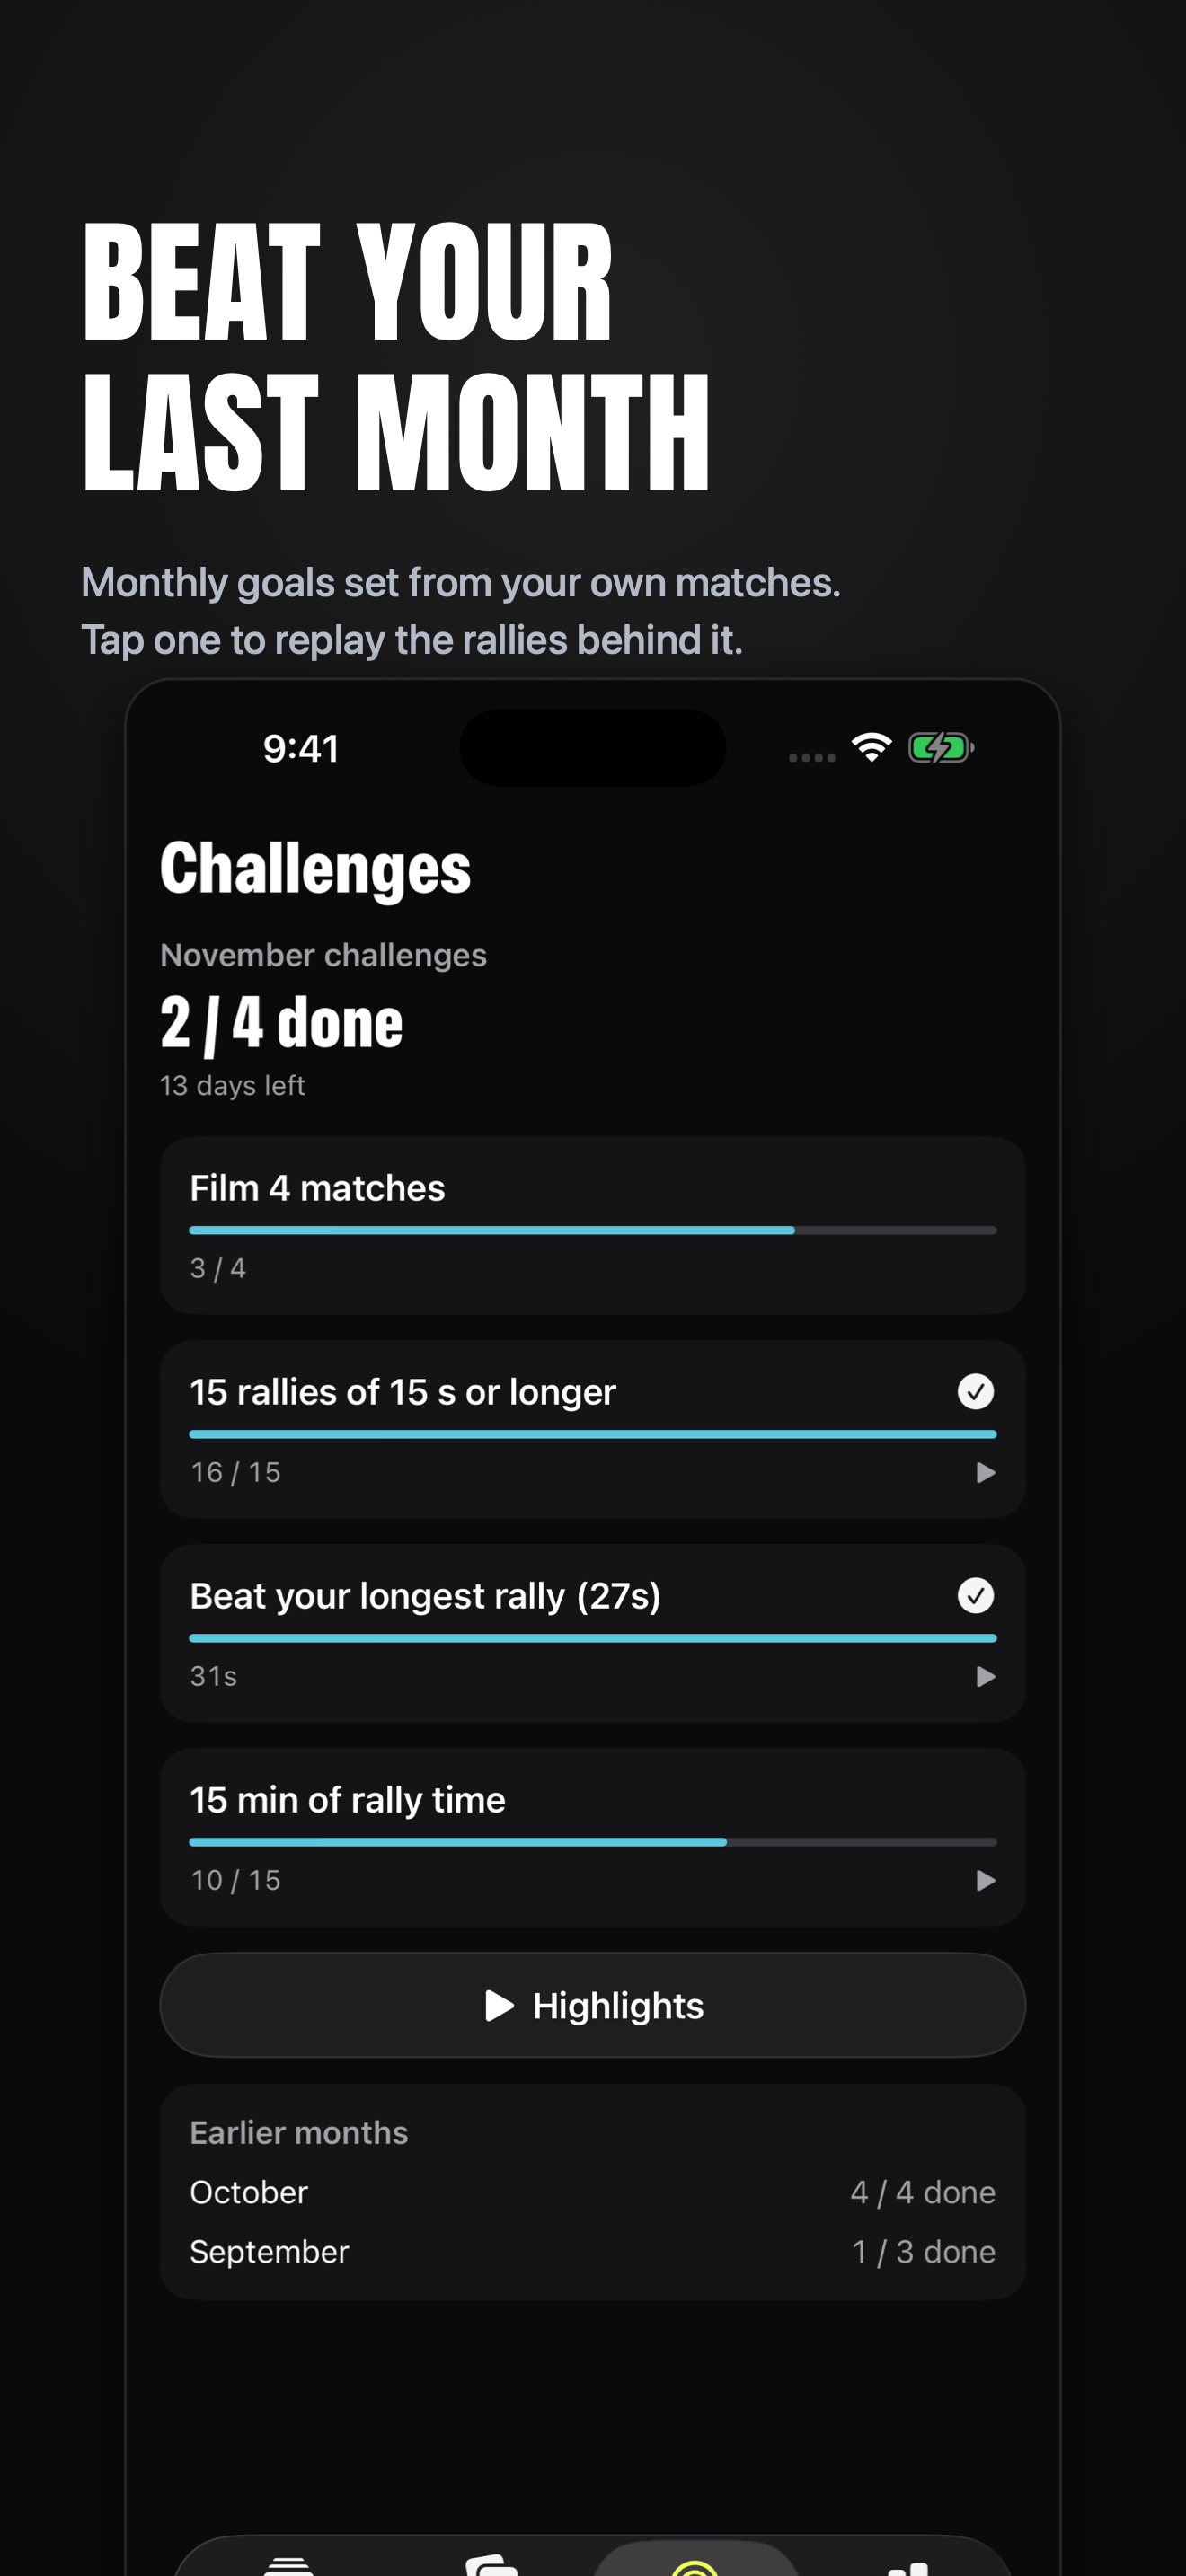 BEAT YOUR
LAST MONTH
Monthly goals set from your own matches.
Tap one to replay the rallies behind it.
9:41
Challenges
November challenges
2 / 4 done
13 days left
Film 4 matches
3 / 4
15 rallies of 15 s or longer
16 / 15
Beat your longest rally (27s)
31s
15 min of rally time
10 / 15
Highlights
Earlier months
October 4 / 4 done
September 1 / 3 done